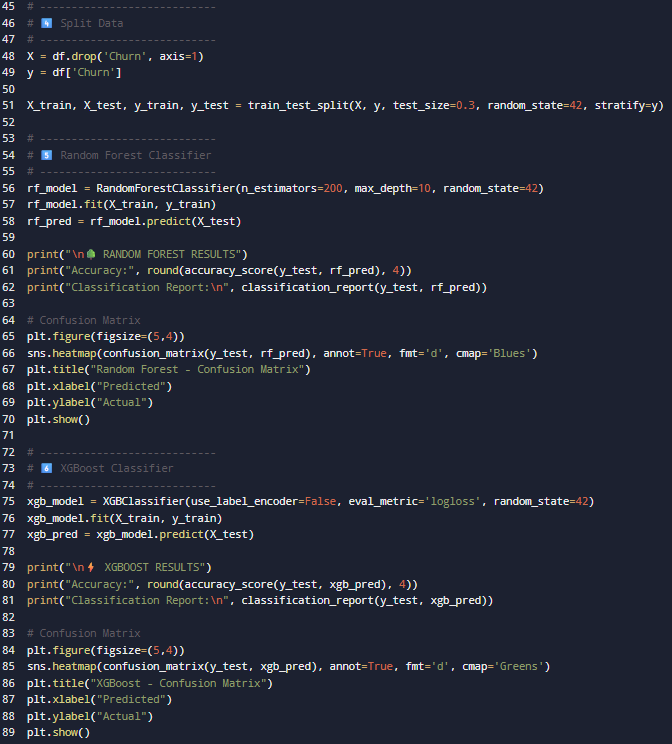 45 # ----------------------------
46 # 4️⃣ Split Data
47 # ----------------------------
48 X = df.drop('Churn', axis=1)
49 y = df['Churn']
50
51 X_train, X_test, y_train, y_test = train_test_split(X, y, test_size=0.3, random_state=42, stratify=y)
52
53 # ----------------------------
54 # 5️⃣ Random Forest Classifier
55 # ----------------------------
56 rf_model = RandomForestClassifier(n_estimators=200, max_depth=10, random_state=42)
57 rf_model.fit(X_train, y_train)
58 rf_pred = rf_model.predict(X_test)
59
60 print("\n🌳 RANDOM FOREST RESULTS")
61 print("Accuracy:", round(accuracy_score(y_test, rf_pred), 4))
62 print("Classification Report:\n", classification_report(y_test, rf_pred))
63
64 # Confusion Matrix
65 plt.figure(figsize=(5,4))
66 sns.heatmap(confusion_matrix(y_test, rf_pred), annot=True, fmt='d', cmap='Blues')
67 plt.title("Random Forest - Confusion Matrix")
68 plt.xlabel("Predicted")
69 plt.ylabel("Actual")
70 plt.show()
71
72 # ----------------------------
73 # 6️⃣ XGBoost Classifier
74 # ----------------------------
75 xgb_model = XGBClassifier(use_label_encoder=False, eval_metric='logloss', random_state=42)
76 xgb_model.fit(X_train, y_train)
77 xgb_pred = xgb_model.predict(X_test)
78
79 print("\n⚡ XGBOOST RESULTS")
80 print("Accuracy:", round(accuracy_score(y_test, xgb_pred), 4))
81 print("Classification Report:\n", classification_report(y_test, xgb_pred))
82
83 # Confusion Matrix
84 plt.figure(figsize=(5,4))
85 sns.heatmap(confusion_matrix(y_test, xgb_pred), annot=True, fmt='d', cmap='Greens')
86 plt.title("XGBoost - Confusion Matrix")
87 plt.xlabel("Predicted")
88 plt.ylabel("Actual")
89 plt.show()